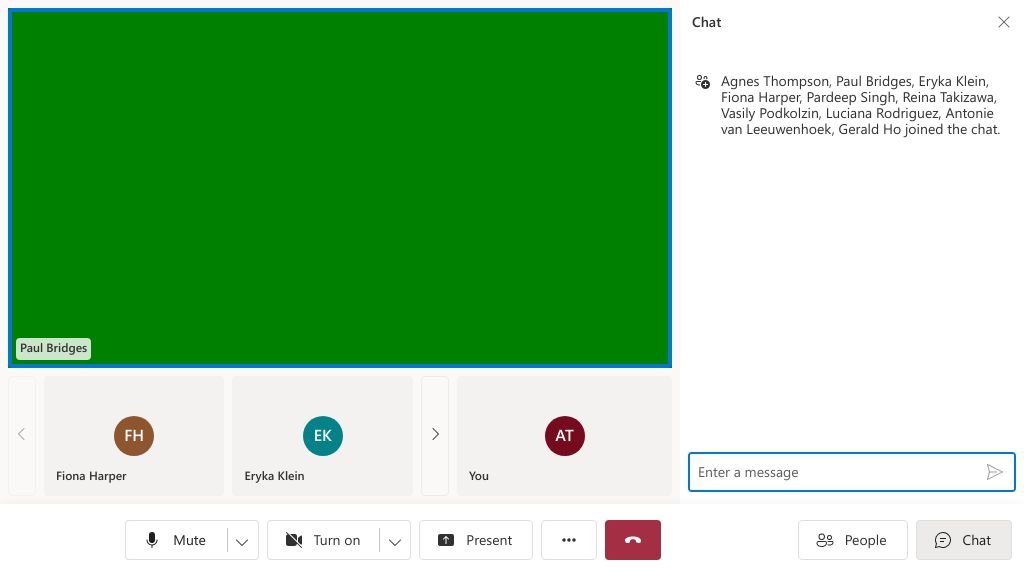 Chat
Agnes Thompson, Paul Bridges, Eryka Klein,
Fiona Harper, Pardeep Singh, Reina Takizawa,
Vasily Podkolzin, Luciana Rodriguez, Antonie
van Leeuwenhoek, Gerald Ho joined the chat.
Paul Bridges
FH
Fiona Harper
EK
Eryka Klein
AT
You
Enter a message
Mute
Turn on
Present
People
Chat